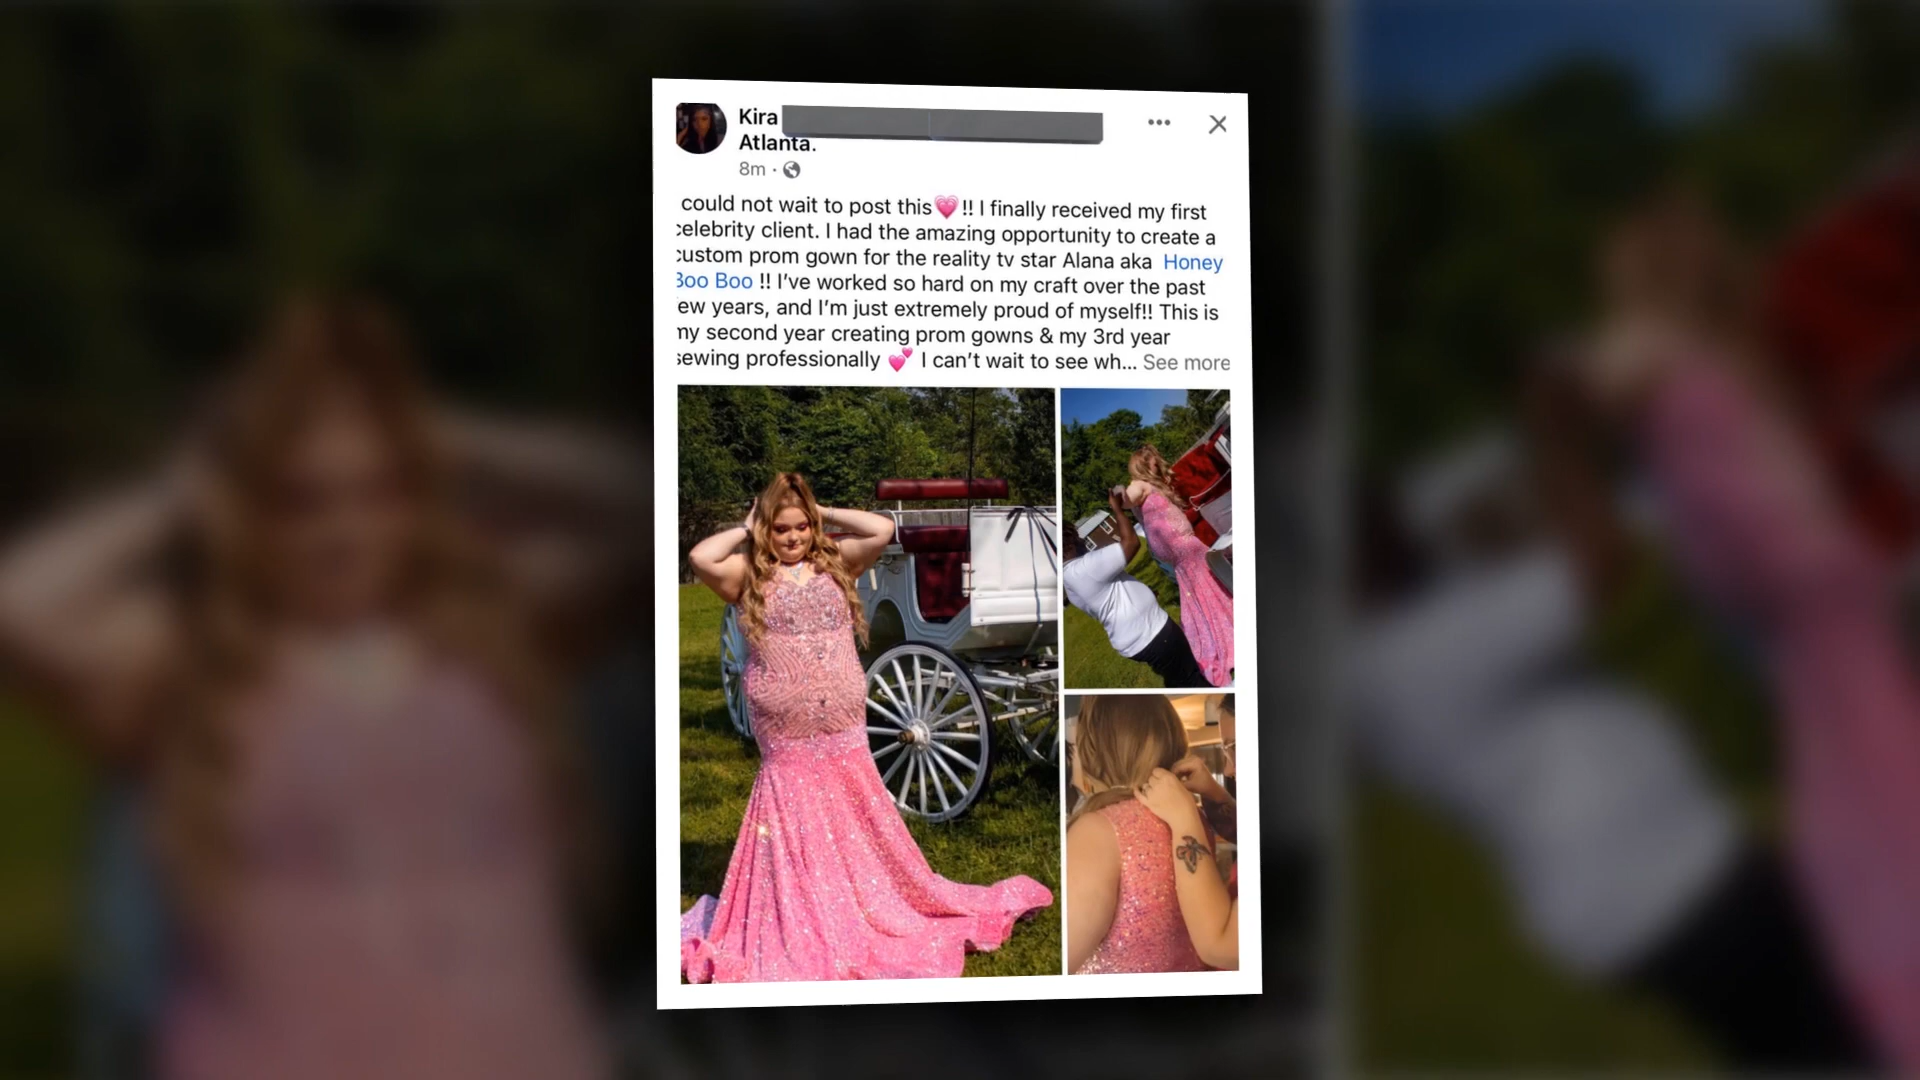 Kira
Atlanta.
8m ·
could not wait to post this💗!! I finally received my first
celebrity client. I had the amazing opportunity to create a
custom prom gown for the reality tv star Alana aka Honey
Boo Boo !! I've worked so hard on my craft over the past
ew years, and I'm just extremely proud of myself!! This is
my second year creating prom gowns & my 3rd year
sewing professionally 💕 I can't wait to see wh... See more